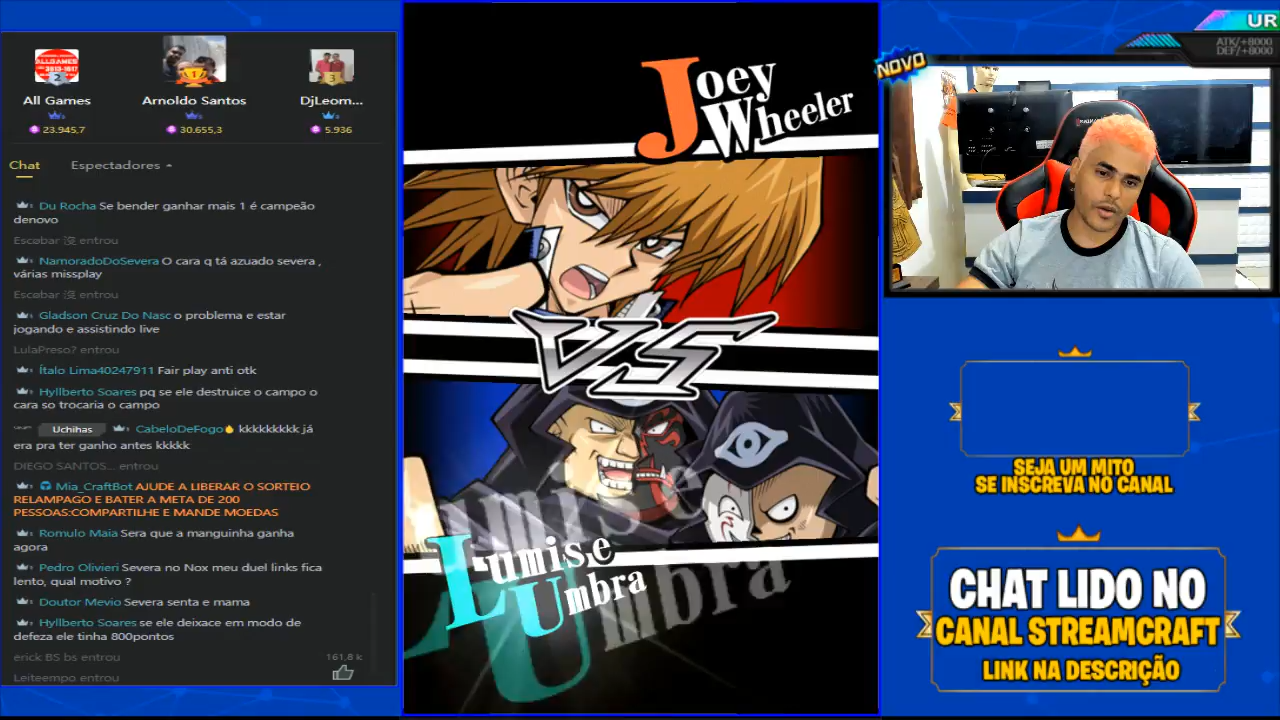 All Games
23.945,7
Arnoldo Santos
30.655,3
DjLeom...
5.936
Chat
Espectadores
Du Rocha Se bender ganhar mais 1 é campeão
denovo
Escobar 沒 entrou
NamoradoDoSevera O cara q tá azuado severa ,
várias missplay
Escobar 沒 entrou
Gladson Cruz Do Nasc o problema e estar
jogando e assistindo live
LulaPreso? entrou
Ítalo Lima40247911 Fair play anti otk
Hyllberto Soares pq se ele destruice o campo o
cara so trocaria o campo
Uchihas CabeloDeFogo kkkkkkkkk já
era pra ter ganho antes kkkkk
DIEGO SANTOS... entrou
Mia_CraftBot AJUDE A LIBERAR O SORTEIO
RELAMPAGO E BATER A META DE 200
PESSOAS:COMPARTILHE E MANDE MOEDAS
Romulo Maia Sera que a manguinha ganha
agora
Pedro Olivieri Severa no Nox meu duel links fica
lento, qual motivo ?
Doutor Mevio Severa senta e mama
Hyllberto Soares se ele deixace em modo de
defeza ele tinha 800pontos
erick BS bs entrou
161,8 k
Leiteempo entrou
Joey
Wheeler
VS
Lumis e
Umbra
UR
ATK/+8000
DEF/+8000
NOVO
SEJA UM MITO
SE INSCREVA NO CANAL
CHAT LIDO NO
CANAL STREAMCRAFT
LINK NA DESCRIÇÃO